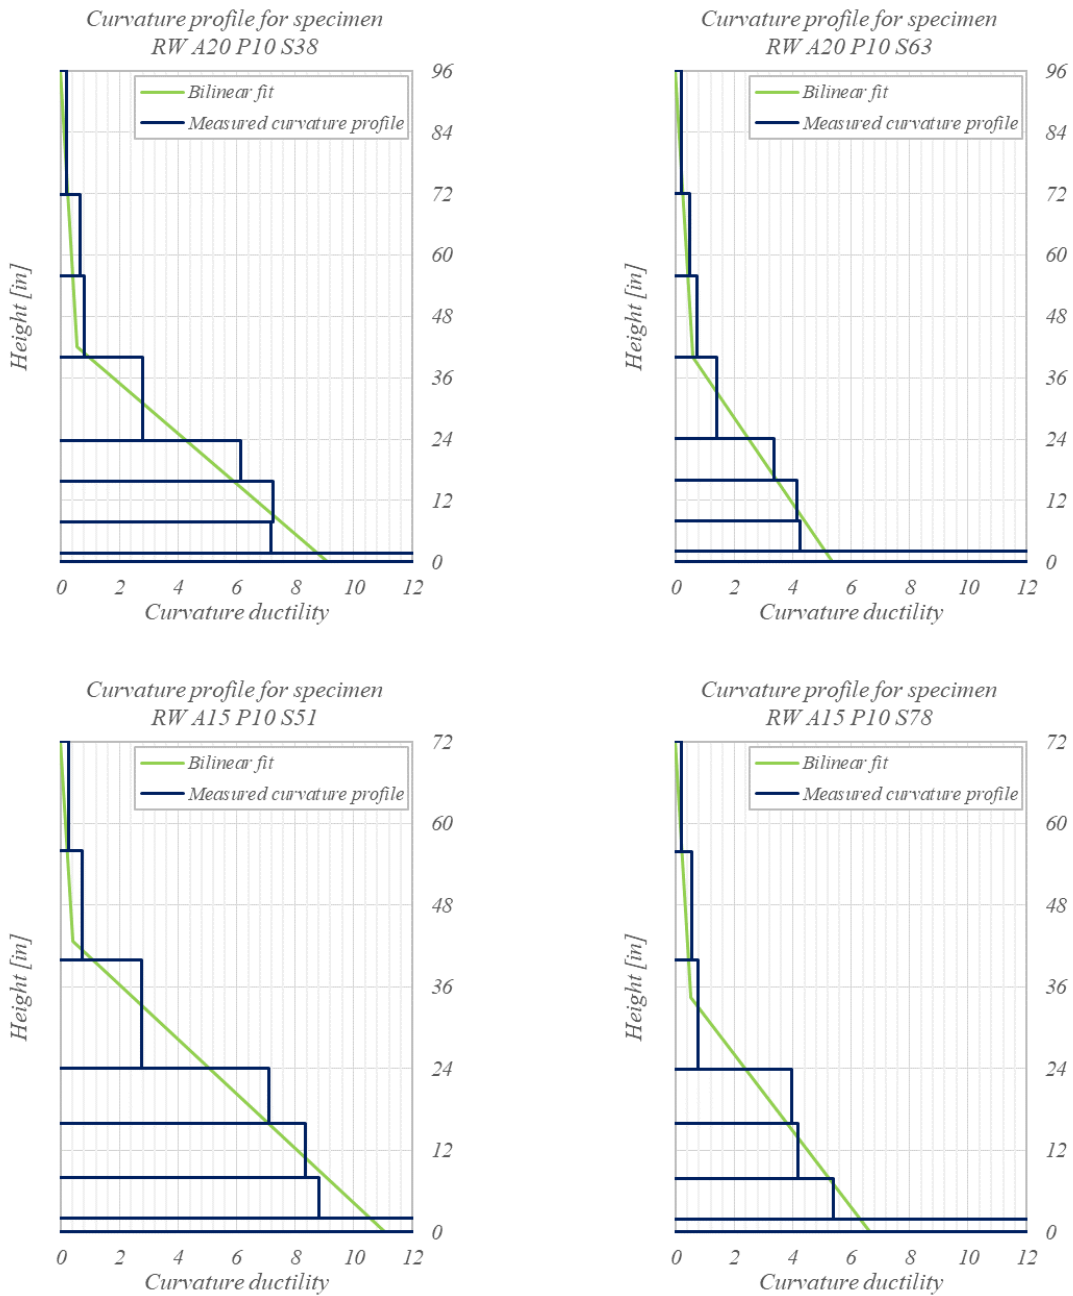 Curvature profile for specimen
RW A20 P10 S38
Bilinear fit
Measured curvature profile
96
84
72
60
48
36
24
12
0
Height [in]
0 2 4 6 8 10 12
Curvature ductility
Curvature profile for specimen
RW A20 P10 S63
Bilinear fit
Measured curvature profile
96
84
72
60
48
36
24
12
0
Height [in]
0 2 4 6 8 10 12
Curvature ductility
Curvature profile for specimen
RW A15 P10 S51
Bilinear fit
Measured curvature profile
72
60
48
36
24
12
0
Height [in]
0 2 4 6 8 10 12
Curvature ductility
Curvature profile for specimen
RW A15 P10 S78
Bilinear fit
Measured curvature profile
72
60
48
36
24
12
0
Height [in]
0 2 4 6 8 10 12
Curvature ductility